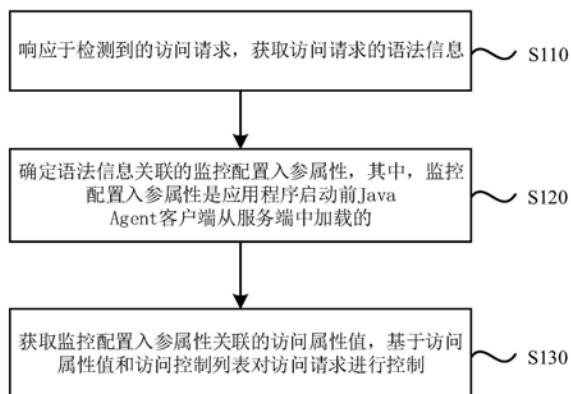 响应于检测到的访问请求，获取访问请求的语法信息
S110
确定语法信息关联的监控配置入参属性，其中，监控
配置入参属性是应用程序启动前Java
Agent客户端从服务端中加载的
S120
获取监控配置入参属性关联的访问属性值，基于访问
属性值和访问控制列表对访问请求进行控制
S130